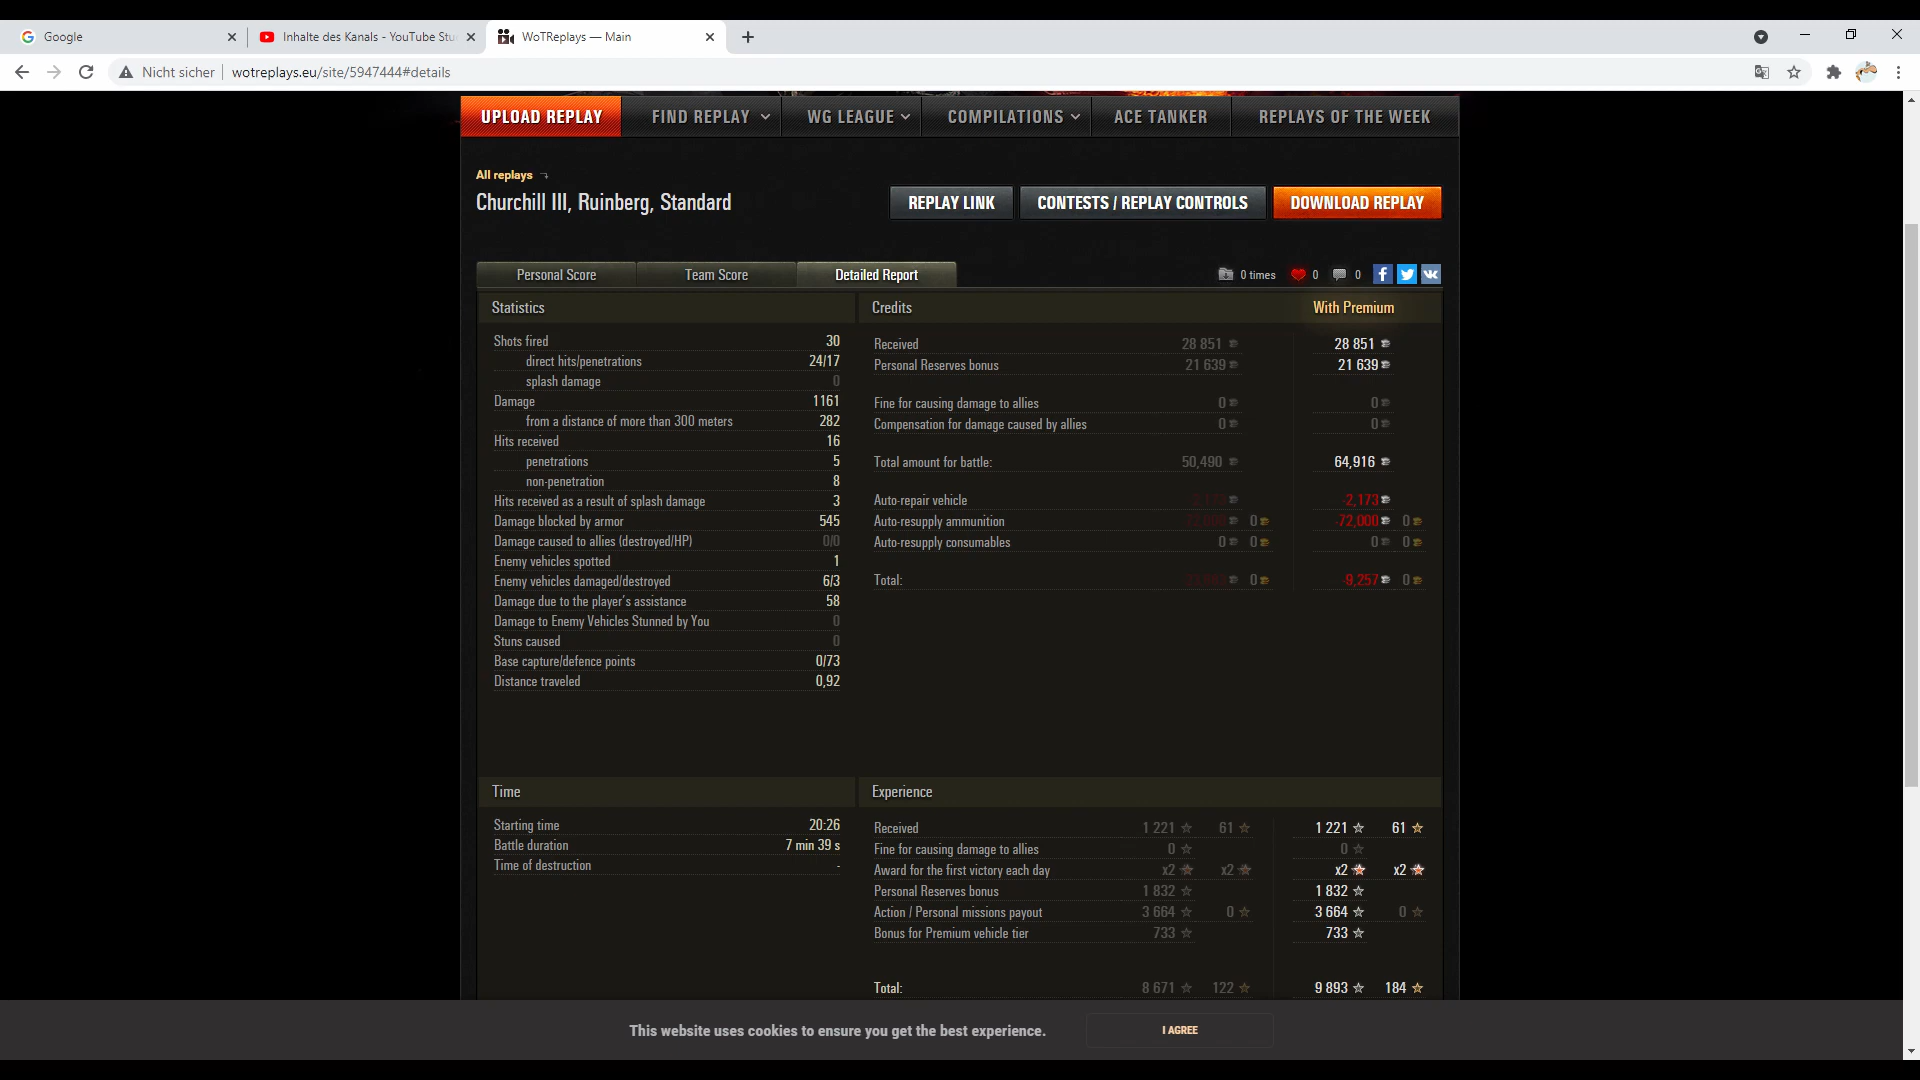 Google
Inhalte des Kanals - YouTube Stu
WoTReplays — Main
Nicht sicher
wotreplays.eu/site/5947444#details
UPLOAD REPLAY
FIND REPLAY
WG LEAGUE
COMPILATIONS
ACE TANKER
REPLAYS OF THE WEEK
All replays
Churchill III, Ruinberg, Standard
REPLAY LINK
CONTESTS / REPLAY CONTROLS
DOWNLOAD REPLAY
Personal Score
Team Score
Detailed Report
0 times
0
0
Statistics
Shots fired 30
direct hits/penetrations 24/17
splash damage 0
Damage 1161
from a distance of more than 300 meters 282
Hits received 16
penetrations 5
non-penetration 8
Hits received as a result of splash damage 3
Damage blocked by armor 545
Damage caused to allies (destroyed/HP) 0/0
Enemy vehicles spotted 1
Enemy vehicles damaged/destroyed 6/3
Damage due to the player's assistance 58
Damage to Enemy Vehicles Stunned by You 0
Stuns caused 0
Base capture/defence points 0/73
Distance traveled 0,92
Credits With Premium
Received 28 851 28 851
Personal Reserves bonus 21 639 21 639
Fine for causing damage to allies 0 0
Compensation for damage caused by allies 0 0
Total amount for battle: 50,490 64,916
Auto-repair vehicle -2,173
Auto-resupply ammunition 0 -72,000 0
Auto-resupply consumables 0 0 0 0
Total: 0 -9,257 0
Time
Starting time 20:26
Battle duration 7 min 39 s
Time of destruction -
Experience
Received 1 221 61 1 221 61
Fine for causing damage to allies 0 0
Award for the first victory each day x2 x2 x2 x2
Personal Reserves bonus 1 832 1 832
Action / Personal missions payout 3 664 0 3 664 0
Bonus for Premium vehicle tier 733 733
Total: 8 671 122 9 893 184
This website uses cookies to ensure you get the best experience.
I AGREE